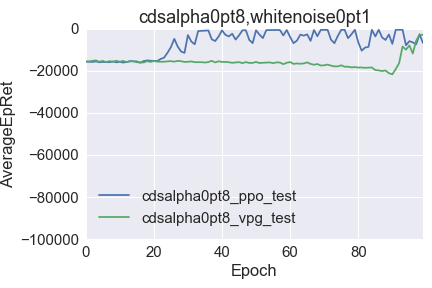 cdsalpha0pt8,whitenoise0pt1
0
−20000
−40000
−60000
−80000
−100000
AverageEpRet
cdsalpha0pt8_ppo_test
cdsalpha0pt8_vpg_test
0 20 40 60 80
Epoch